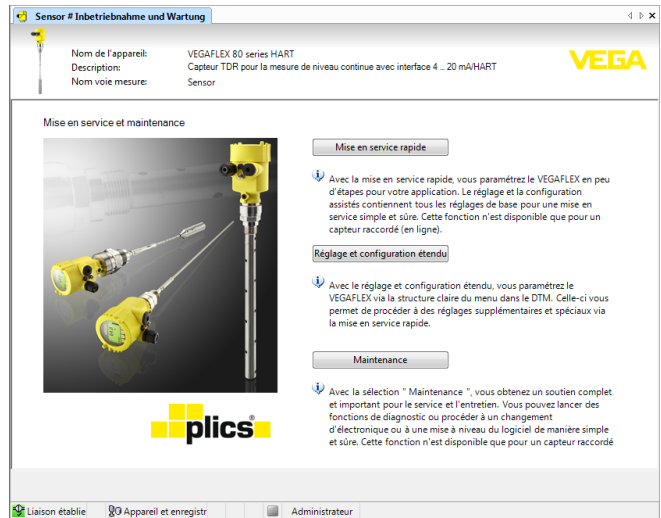 Sensor # Inbetriebnahme und Wartung
Nom de l'appareil: VEGAFLEX 80 series HART
Description: Capteur TDR pour la mesure de niveau continue avec interface 4 .. 20 mA/HART
Nom voie mesure: Sensor
VEGA
Mise en service et maintenance
Mise en service rapide
Avec la mise en service rapide, vous paramétrez le VEGAFLEX en peu
d'étapes pour votre application. Le réglage et la configuration
assistés contiennent tous les réglages de base pour une mise en
service simple et sûre. Cette fonction n'est disponible que pour un
capteur raccordé (en ligne).
Réglage et configuration étendu
Avec le réglage et configuration étendu, vous paramétrez le
VEGAFLEX via la structure claire du menu dans le DTM. Celle-ci vous
permet de procéder à des réglages supplémentaires et spéciaux via
la mise en service rapide.
Maintenance
Avec la sélection " Maintenance ", vous obtenez un soutien complet
et important pour le service et l'entretien. Vous pouvez lancer des
fonctions de diagnostic ou procéder à un changement
d'électronique ou à une mise à niveau du logiciel de manière simple
et sûre. Cette fonction n'est disponible que pour un capteur raccordé
plics®
Liaison établie
Appareil et enregistr
Administrateur